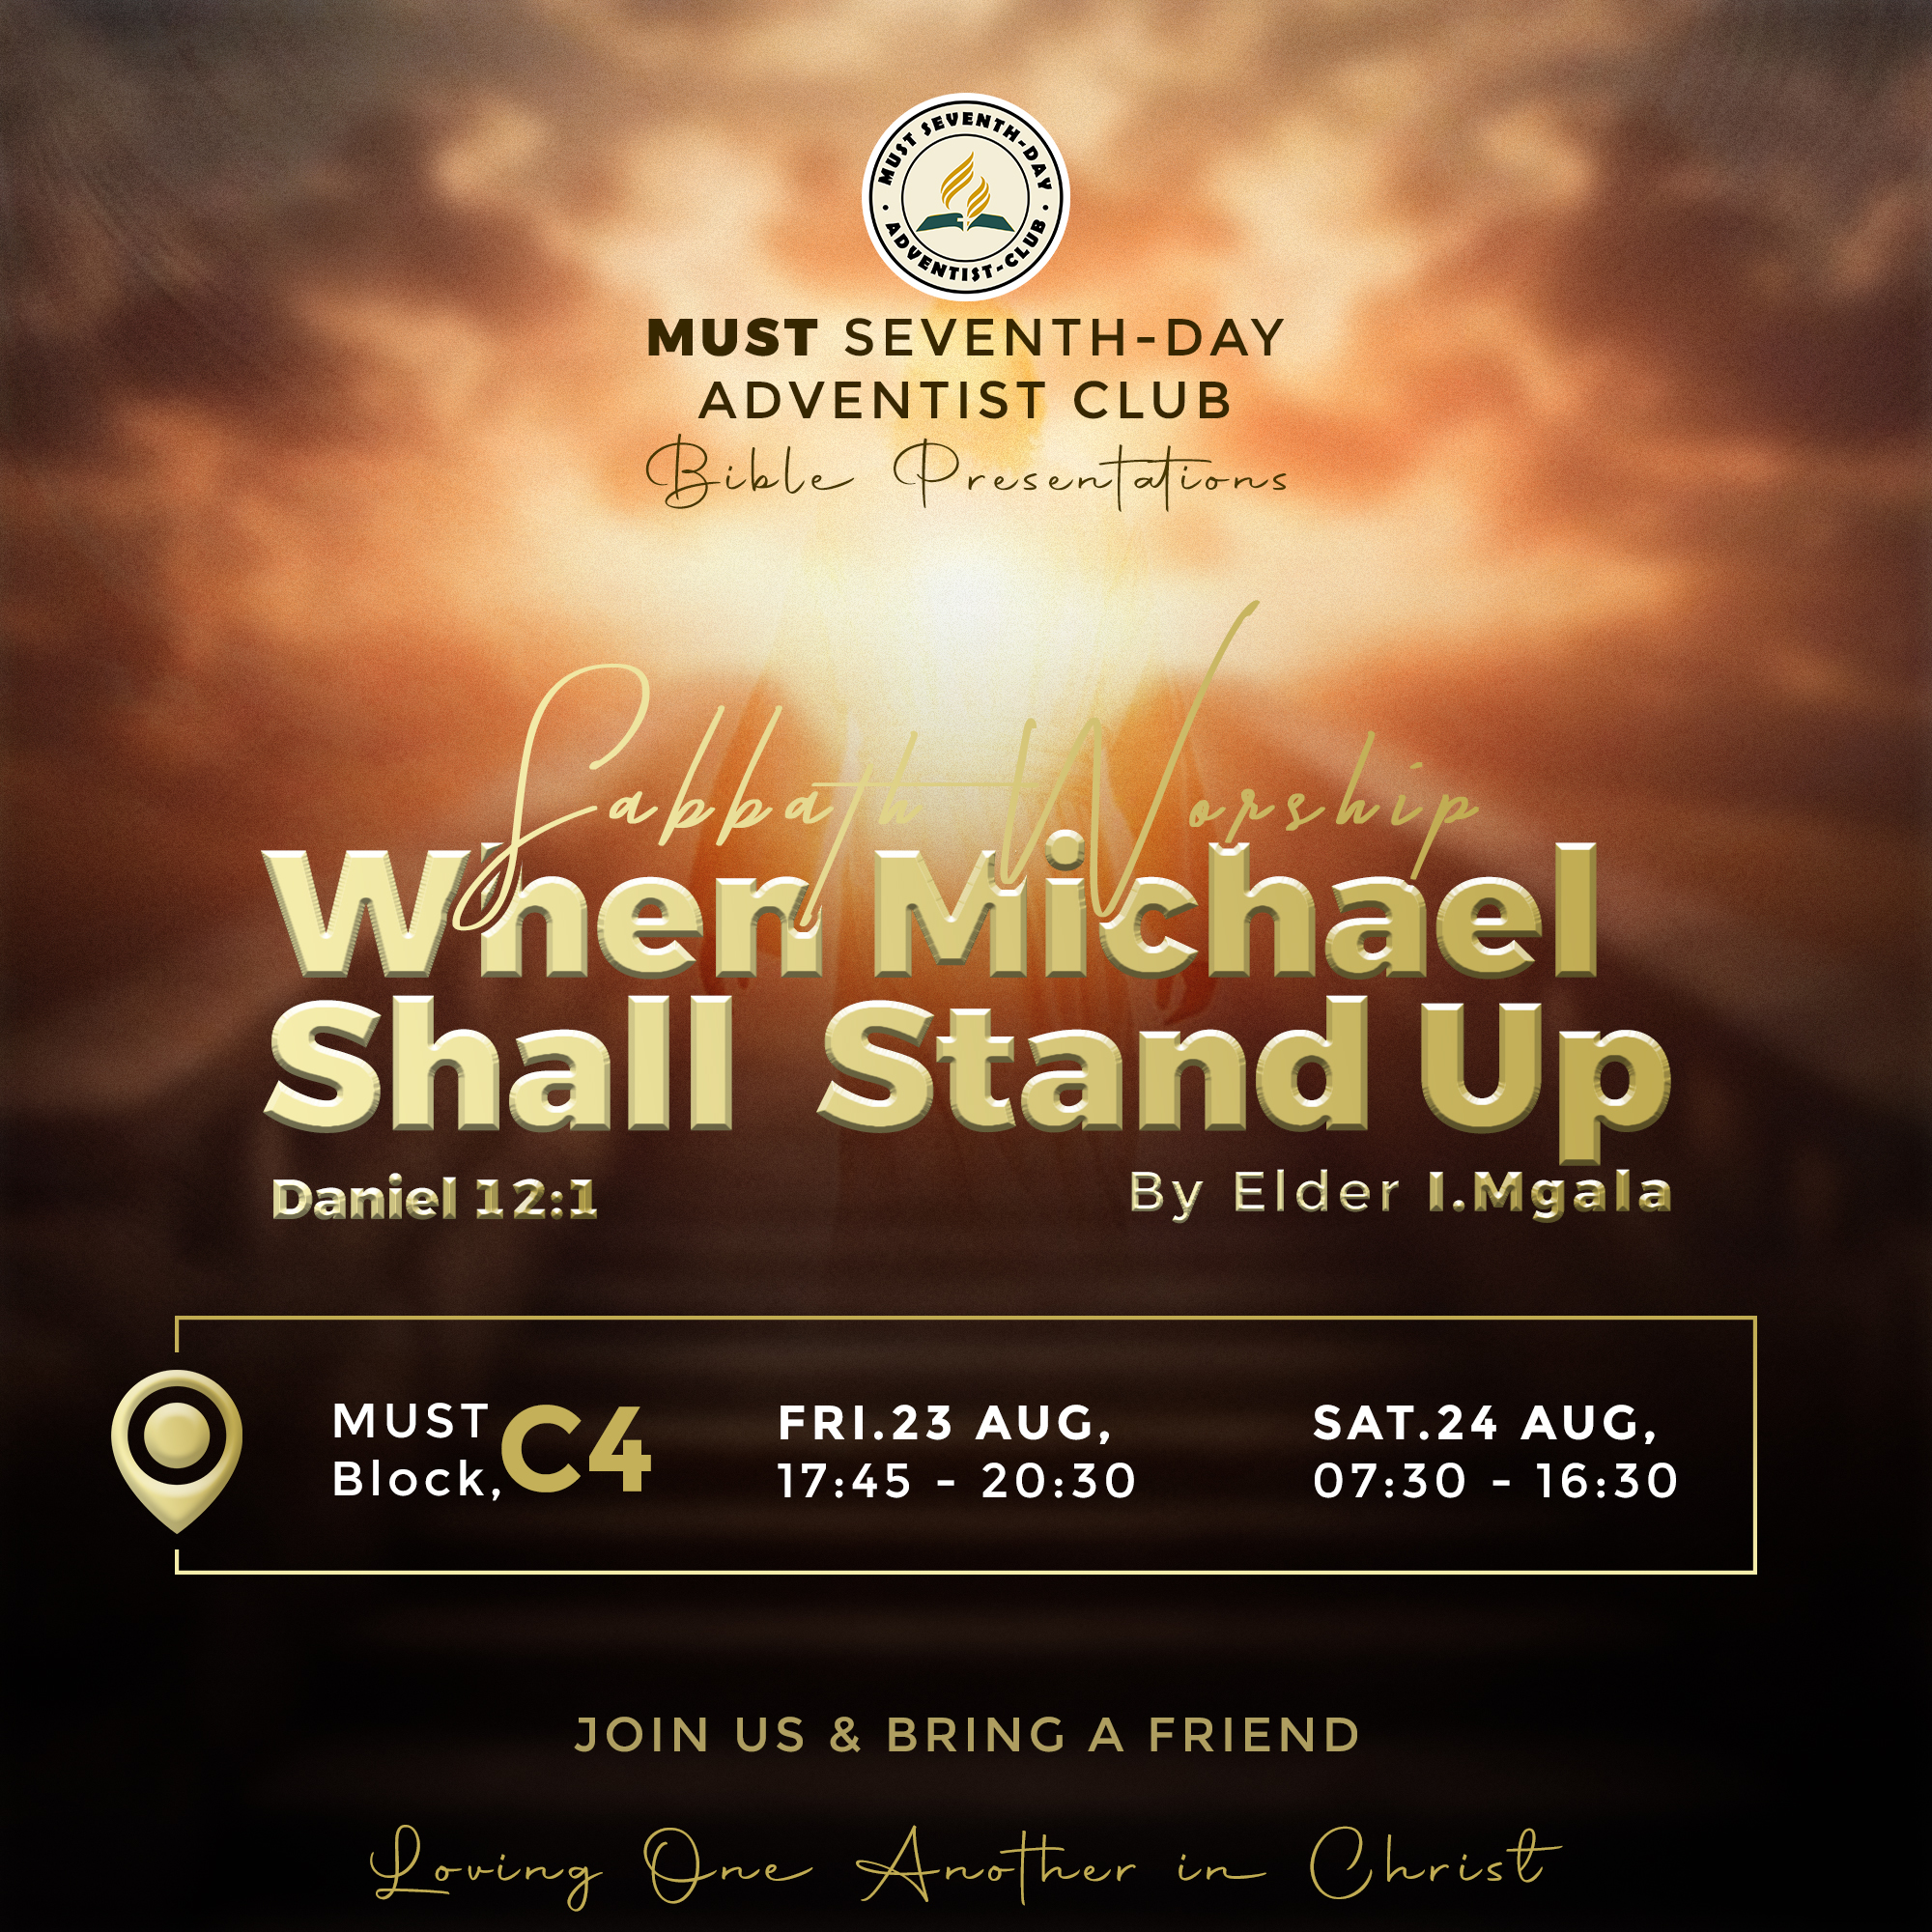 MUST SEVENTH-DAY
ADVENTIST-CLUB
MUST SEVENTH-DAY
ADVENTIST CLUB
Bible Presentations
Sabbath Worship
When Michael
Shall Stand Up
Daniel 12:1
By Elder I.Mgala
MUST
Block, C4
FRI.23 AUG,
17:45 - 20:30
SAT.24 AUG,
07:30 - 16:30
JOIN US & BRING A FRIEND
Loving One Another in Christ